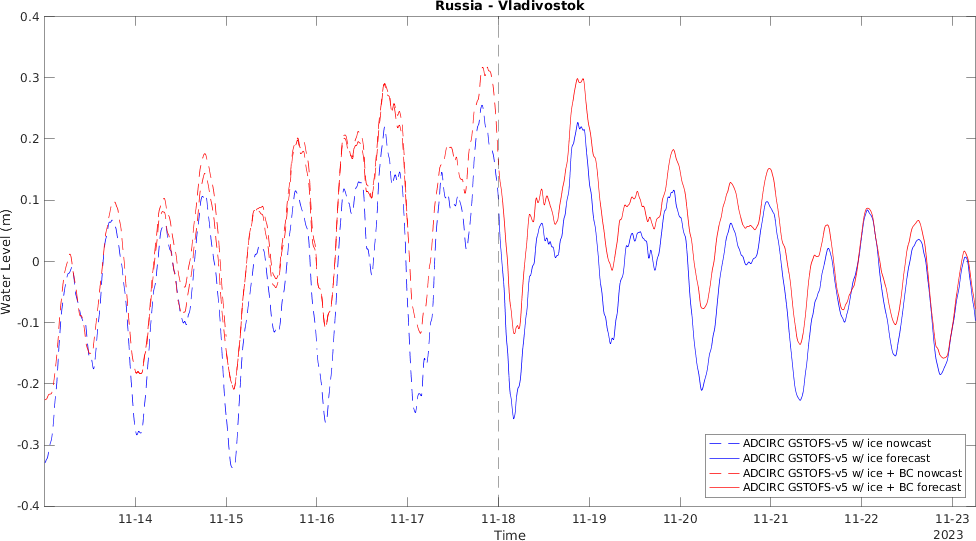 Russia - Vladivostok
0.4
0.3
0.2
0.1
0
-0.1
-0.2
-0.3
-0.4
Water Level (m)
ADCIRC GSTOFS-v5 w/ ice nowcast
ADCIRC GSTOFS-v5 w/ ice forecast
ADCIRC GSTOFS-v5 w/ ice + BC nowcast
ADCIRC GSTOFS-v5 w/ ice + BC forecast
11-14 11-15 11-16 11-17 11-18 11-19 11-20 11-21 11-22 11-23
Time 2023